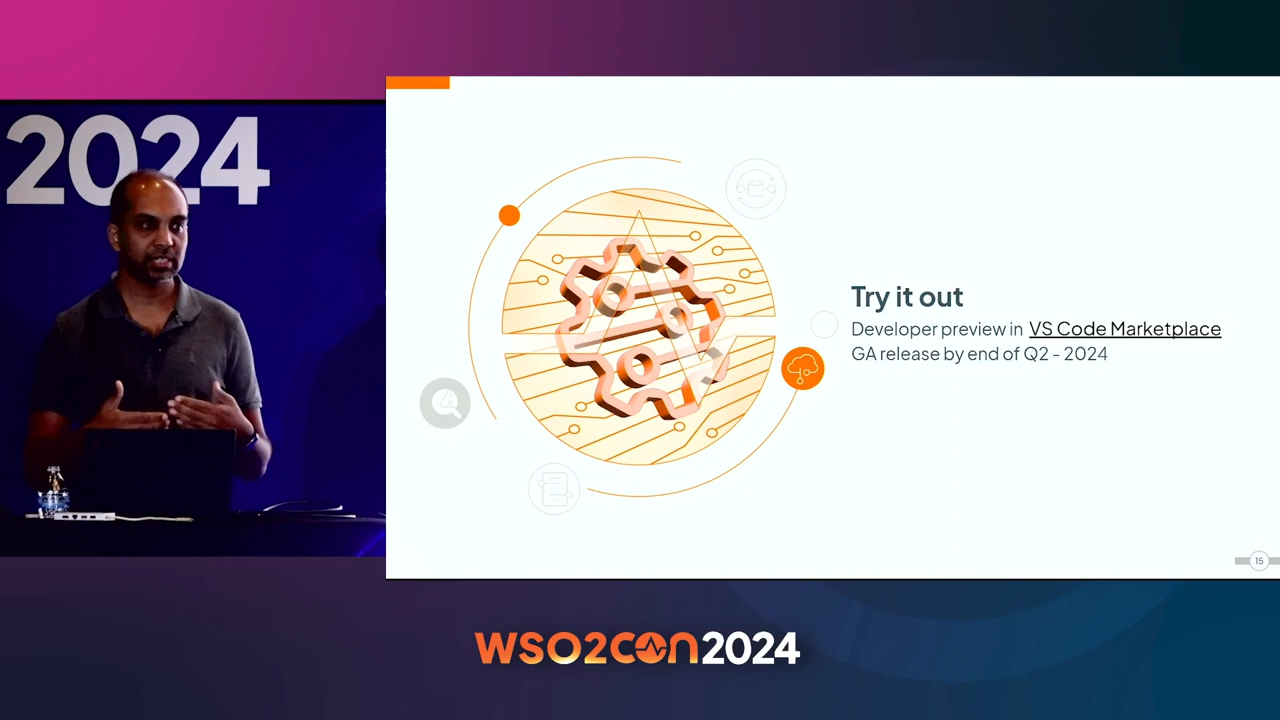 2024
Try it out
Developer preview in VS Code Marketplace
GA release by end of Q2 - 2024
15
WSO2CON2024